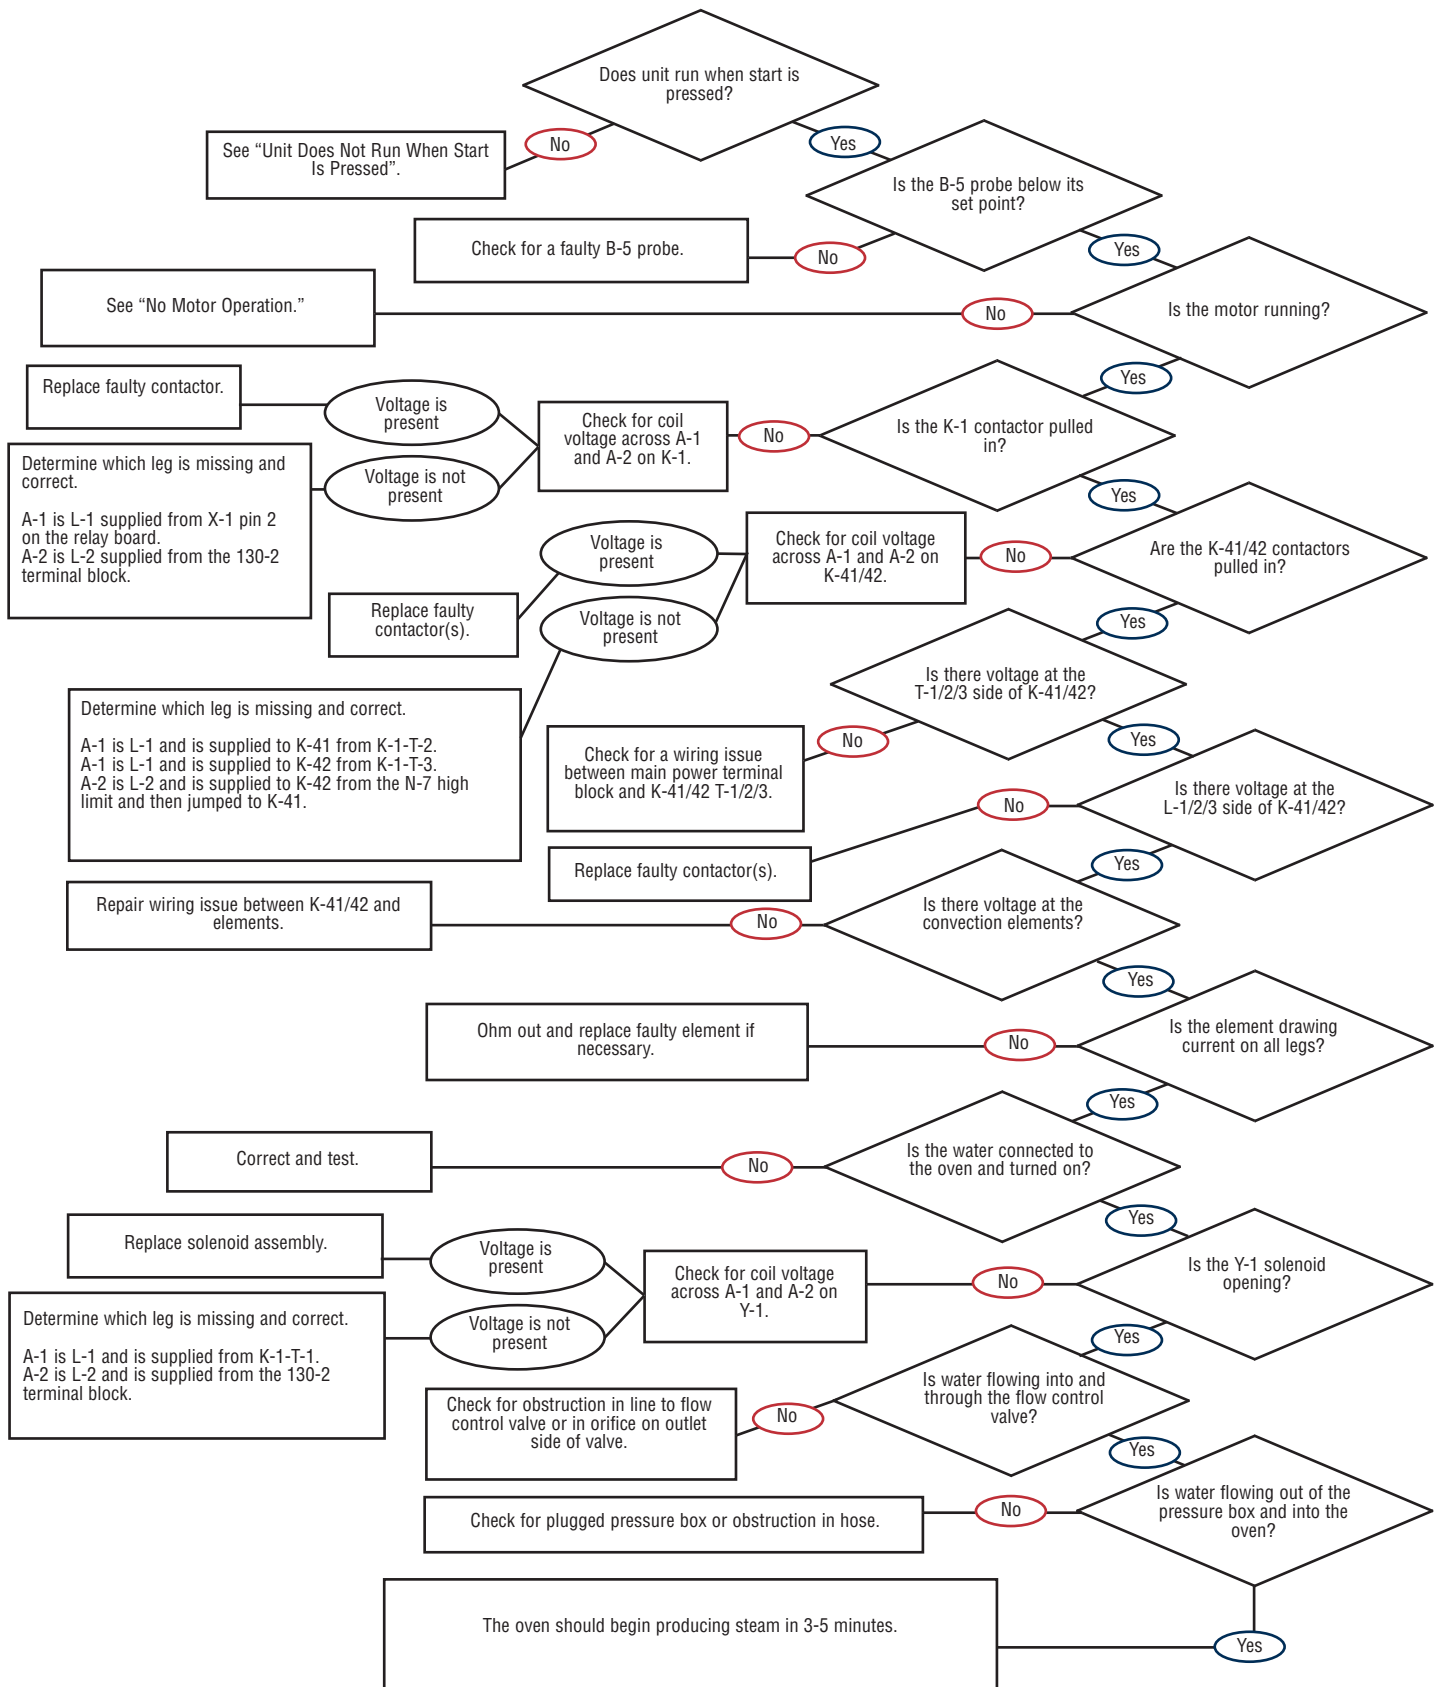 Does unit run when start is
pressed?
No
Yes
See “Unit Does Not Run When Start
Is Pressed”.
Is the B-5 probe below its
set point?
No
Yes
Check for a faulty B-5 probe.
Is the motor running?
No
Yes
See “No Motor Operation.”
Is the K-1 contactor pulled
in?
No
Yes
Check for coil
voltage across A-1
and A-2 on K-1.
Voltage is
present
Replace faulty contactor.
Voltage is not
present
Determine which leg is missing and
correct.
A-1 is L-1 supplied from X-1 pin 2
on the relay board.
A-2 is L-2 supplied from the 130-2
terminal block.
Are the K-41/42 contactors
pulled in?
No
Yes
Check for coil voltage
across A-1 and A-2 on
K-41/42.
Voltage is
present
Replace faulty
contactor(s).
Voltage is not
present
Determine which leg is missing and correct.
A-1 is L-1 and is supplied to K-41 from K-1-T-2.
A-1 is L-1 and is supplied to K-42 from K-1-T-3.
A-2 is L-2 and is supplied to K-42 from the N-7 high
limit and then jumped to K-41.
Is there voltage at the
T-1/2/3 side of K-41/42?
No
Yes
Check for a wiring issue
between main power terminal
block and K-41/42 T-1/2/3.
Is there voltage at the
L-1/2/3 side of K-41/42?
No
Yes
Replace faulty contactor(s).
Is there voltage at the
convection elements?
No
Yes
Repair wiring issue between K-41/42 and
elements.
Is the element drawing
current on all legs?
No
Yes
Ohm out and replace faulty element if
necessary.
Is the water connected to
the oven and turned on?
No
Yes
Correct and test.
Is the Y-1 solenoid
opening?
No
Yes
Check for coil voltage
across A-1 and A-2 on
Y-1.
Voltage is
present
Replace solenoid assembly.
Voltage is not
present
Determine which leg is missing and correct.
A-1 is L-1 and is supplied from K-1-T-1.
A-2 is L-2 and is supplied from the 130-2
terminal block.
Is water flowing into and
through the flow control
valve?
No
Yes
Check for obstruction in line to flow
control valve or in orifice on outlet
side of valve.
Is water flowing out of the
pressure box and into the
oven?
No
Yes
Check for plugged pressure box or obstruction in hose.
The oven should begin producing steam in 3-5 minutes.